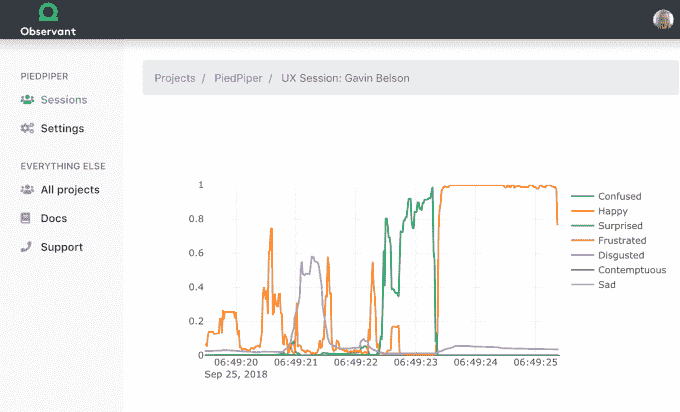 Observant
PIEDPIPER
Sessions
Settings
EVERYTHING ELSE
All projects
Docs
Support
Projects / PiedPiper / UX Session: Gavin Belson
1
0.8
0.6
0.4
0.2
0
06:49:20 06:49:21 06:49:22 06:49:23 06:49:24 06:49:25
Sep 25, 2018
Confused
Happy
Surprised
Frustrated
Disgusted
Contemptuous
Sad